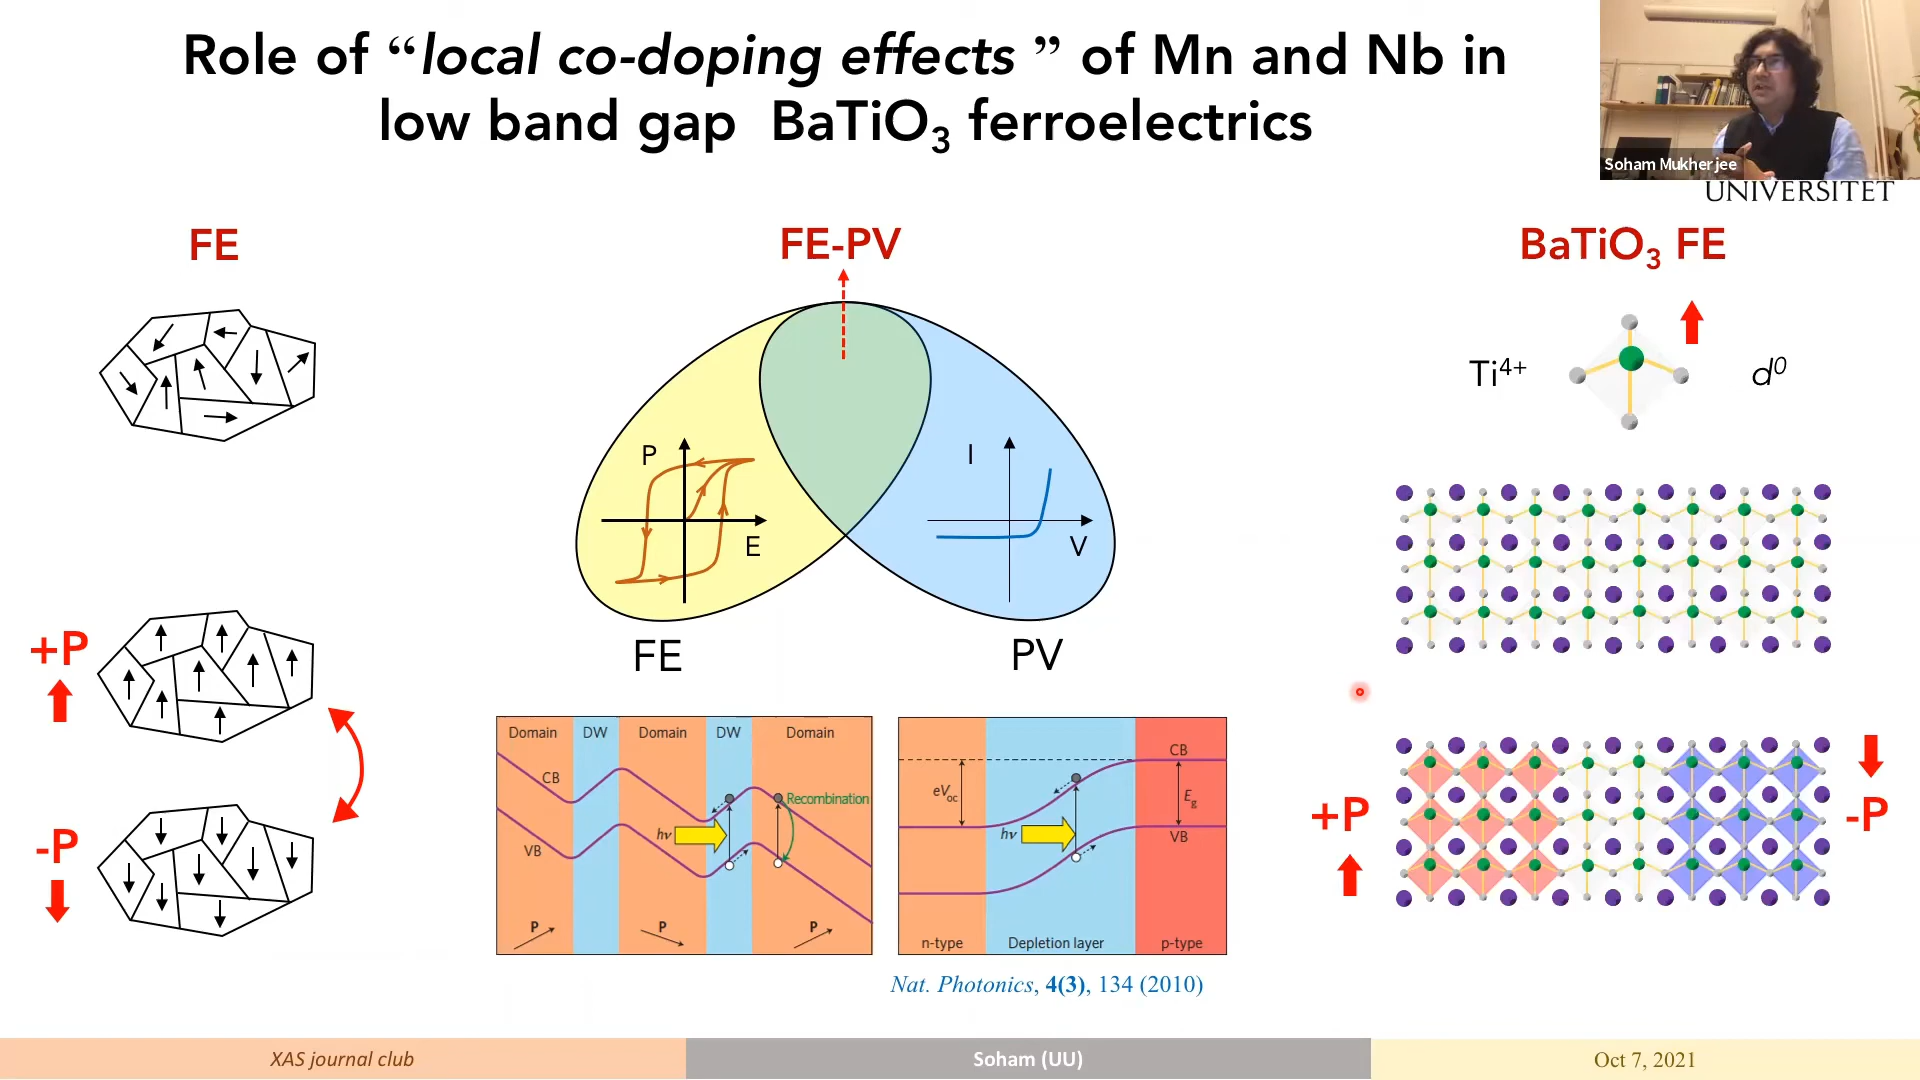 Role of “local co-doping effects ” of Mn and Nb in
low band gap BaTiO3 ferroelectrics
Soham Mukherjee
UNIVERSITET
FE
FE-PV
BaTiO3 FE
Ti4+
d0
P
E
I
V
FE
PV
+P
-P
Domain
DW
Domain
DW
Domain
CB
VB
hν
Recombination
P
P
P
CB
eVoc
Eg
hν
VB
n-type
Depletion layer
p-type
+P
-P
Nat. Photonics, 4(3), 134 (2010)
XAS journal club
Soham (UU)
Oct 7, 2021